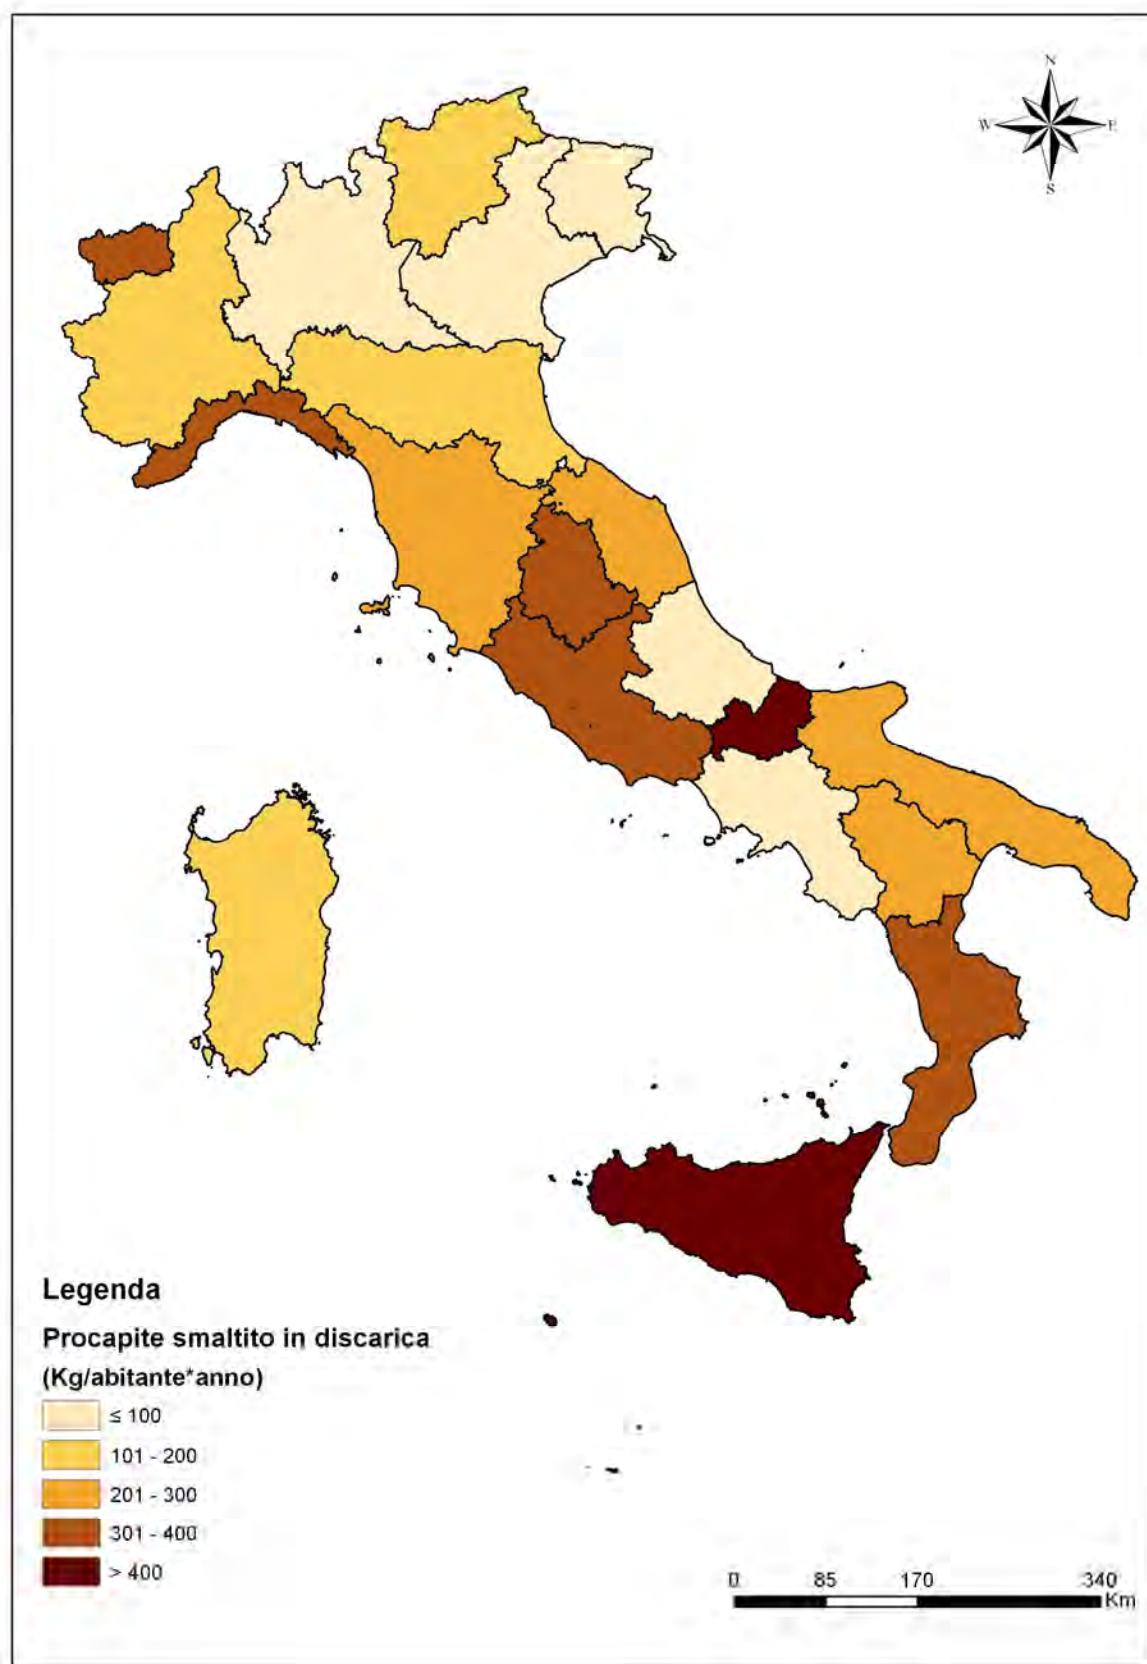 N
W E
S
Legenda
Procapite smaltito in discarica
(Kg/abitante*anno)
≤ 100
101 - 200
201 - 300
301 - 400
> 400
0 85 170 340
Km